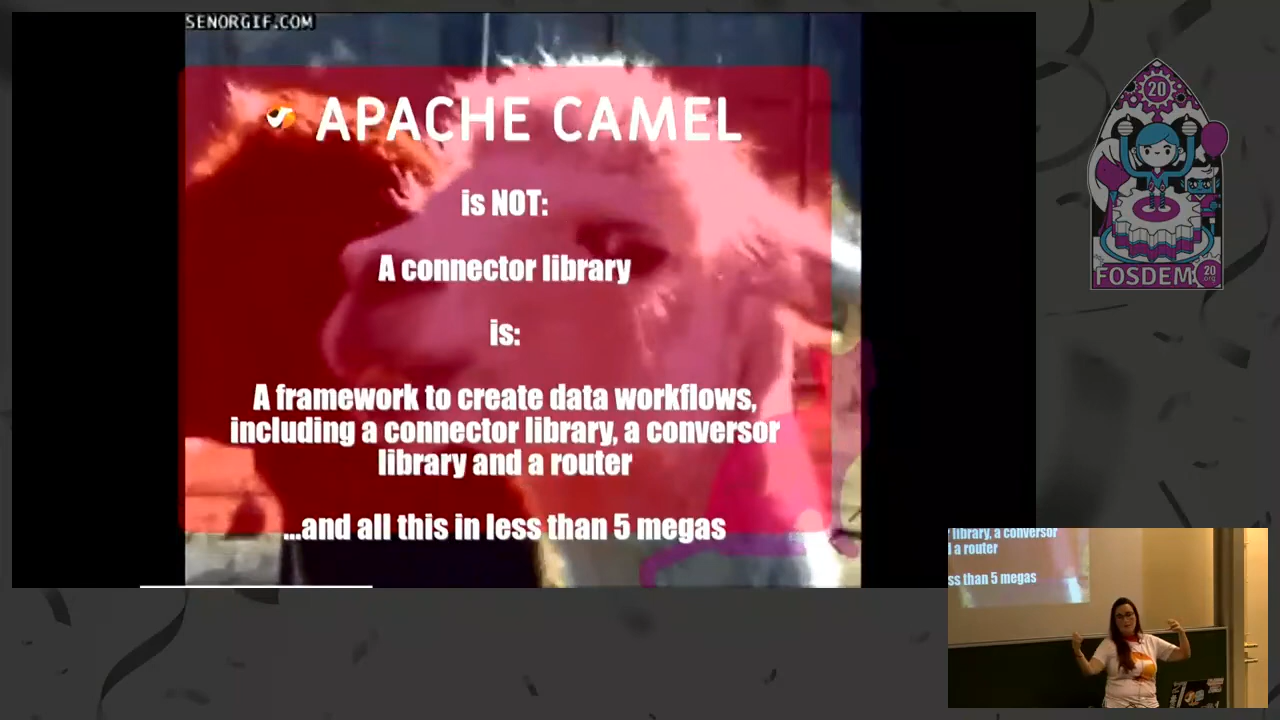 SENORGIF.COM
APACHE CAMEL
is NOT:
A connector library
is:
A framework to create data workflows,
including a connector library, a conversor
library and a router
...and all this in less than 5 megas
20
FOSDEM 20
.org
library, a conversor
a router
ss than 5 megas